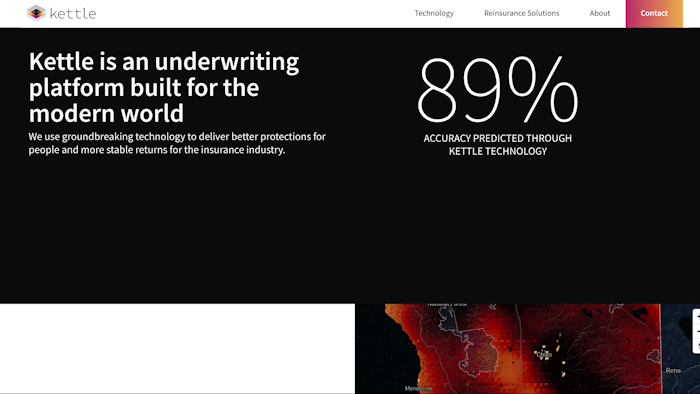 kettle
Technology
Reinsurance Solutions
About
Contact
Kettle is an underwriting
platform built for the
modern world
We use groundbreaking technology to deliver better protections for
people and more stable returns for the insurance industry.
89%
ACCURACY PREDICTED THROUGH
KETTLE TECHNOLOGY
Chico
Reno
Mendocino